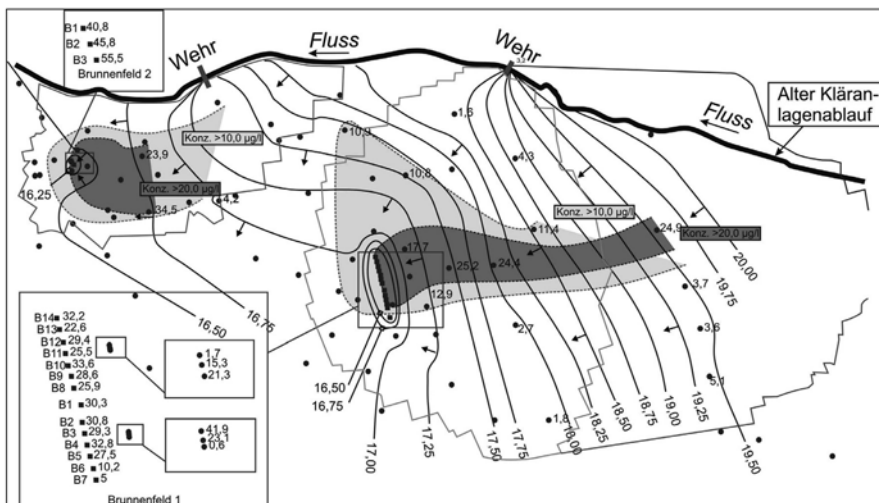 B1 40,8
B2 45,8
B3 55,5
Brunnenfeld 2
Wehr
Fluss
Wehr
3,3
Fluss
Alter Kläran-
lagenablauf
Konz. >10,0 µg/l
23,9
Konz. >20,0 µg/l
4,2
34,5
16,25
10,9
1,6
10,8
4,3
Konz. >10,0 µg/l
11,4
24,9
Konz. >20,0 µg/l
17,7
25,2
24,4
12,9
2,7
3,7
3,6
5,1
1,8
16,50
16,75
16,50
16,75
17,00
17,25
17,50
17,75
18,00
18,25
18,50
18,75
19,00
19,25
19,50
19,75
20,00
B14 32,2
B13 22,6
B12 29,4
B11 25,5
B10 33,6
B9 28,6
B8 25,9
B1 30,3
B2 30,8
B3 29,3
B4 32,8
B5 27,5
B6 10,2
B7 5
1,7
15,3
21,3
41,9
23,1
0,6
Brunnenfeld 1